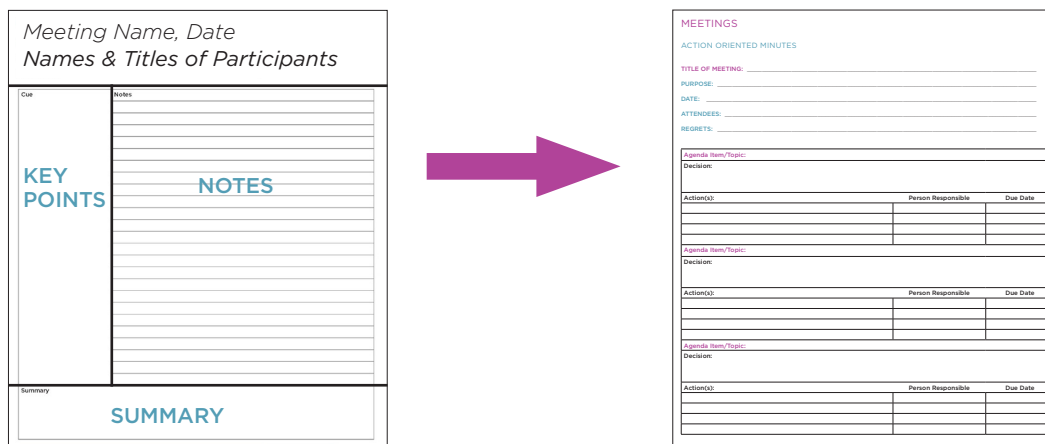 Meeting Name, Date
Names & Titles of Participants
Cue
Notes
KEY
POINTS
NOTES
Summary
SUMMARY
MEETINGS
ACTION ORIENTED MINUTES
TITLE OF MEETING:
PURPOSE:
DATE:
ATTENDEES:
REGRETS:
Agenda Item/Topic:
Decision:
Action(s): Person Responsible Due Date
Agenda Item/Topic:
Decision:
Action(s): Person Responsible Due Date
Agenda Item/Topic:
Decision:
Action(s): Person Responsible Due Date